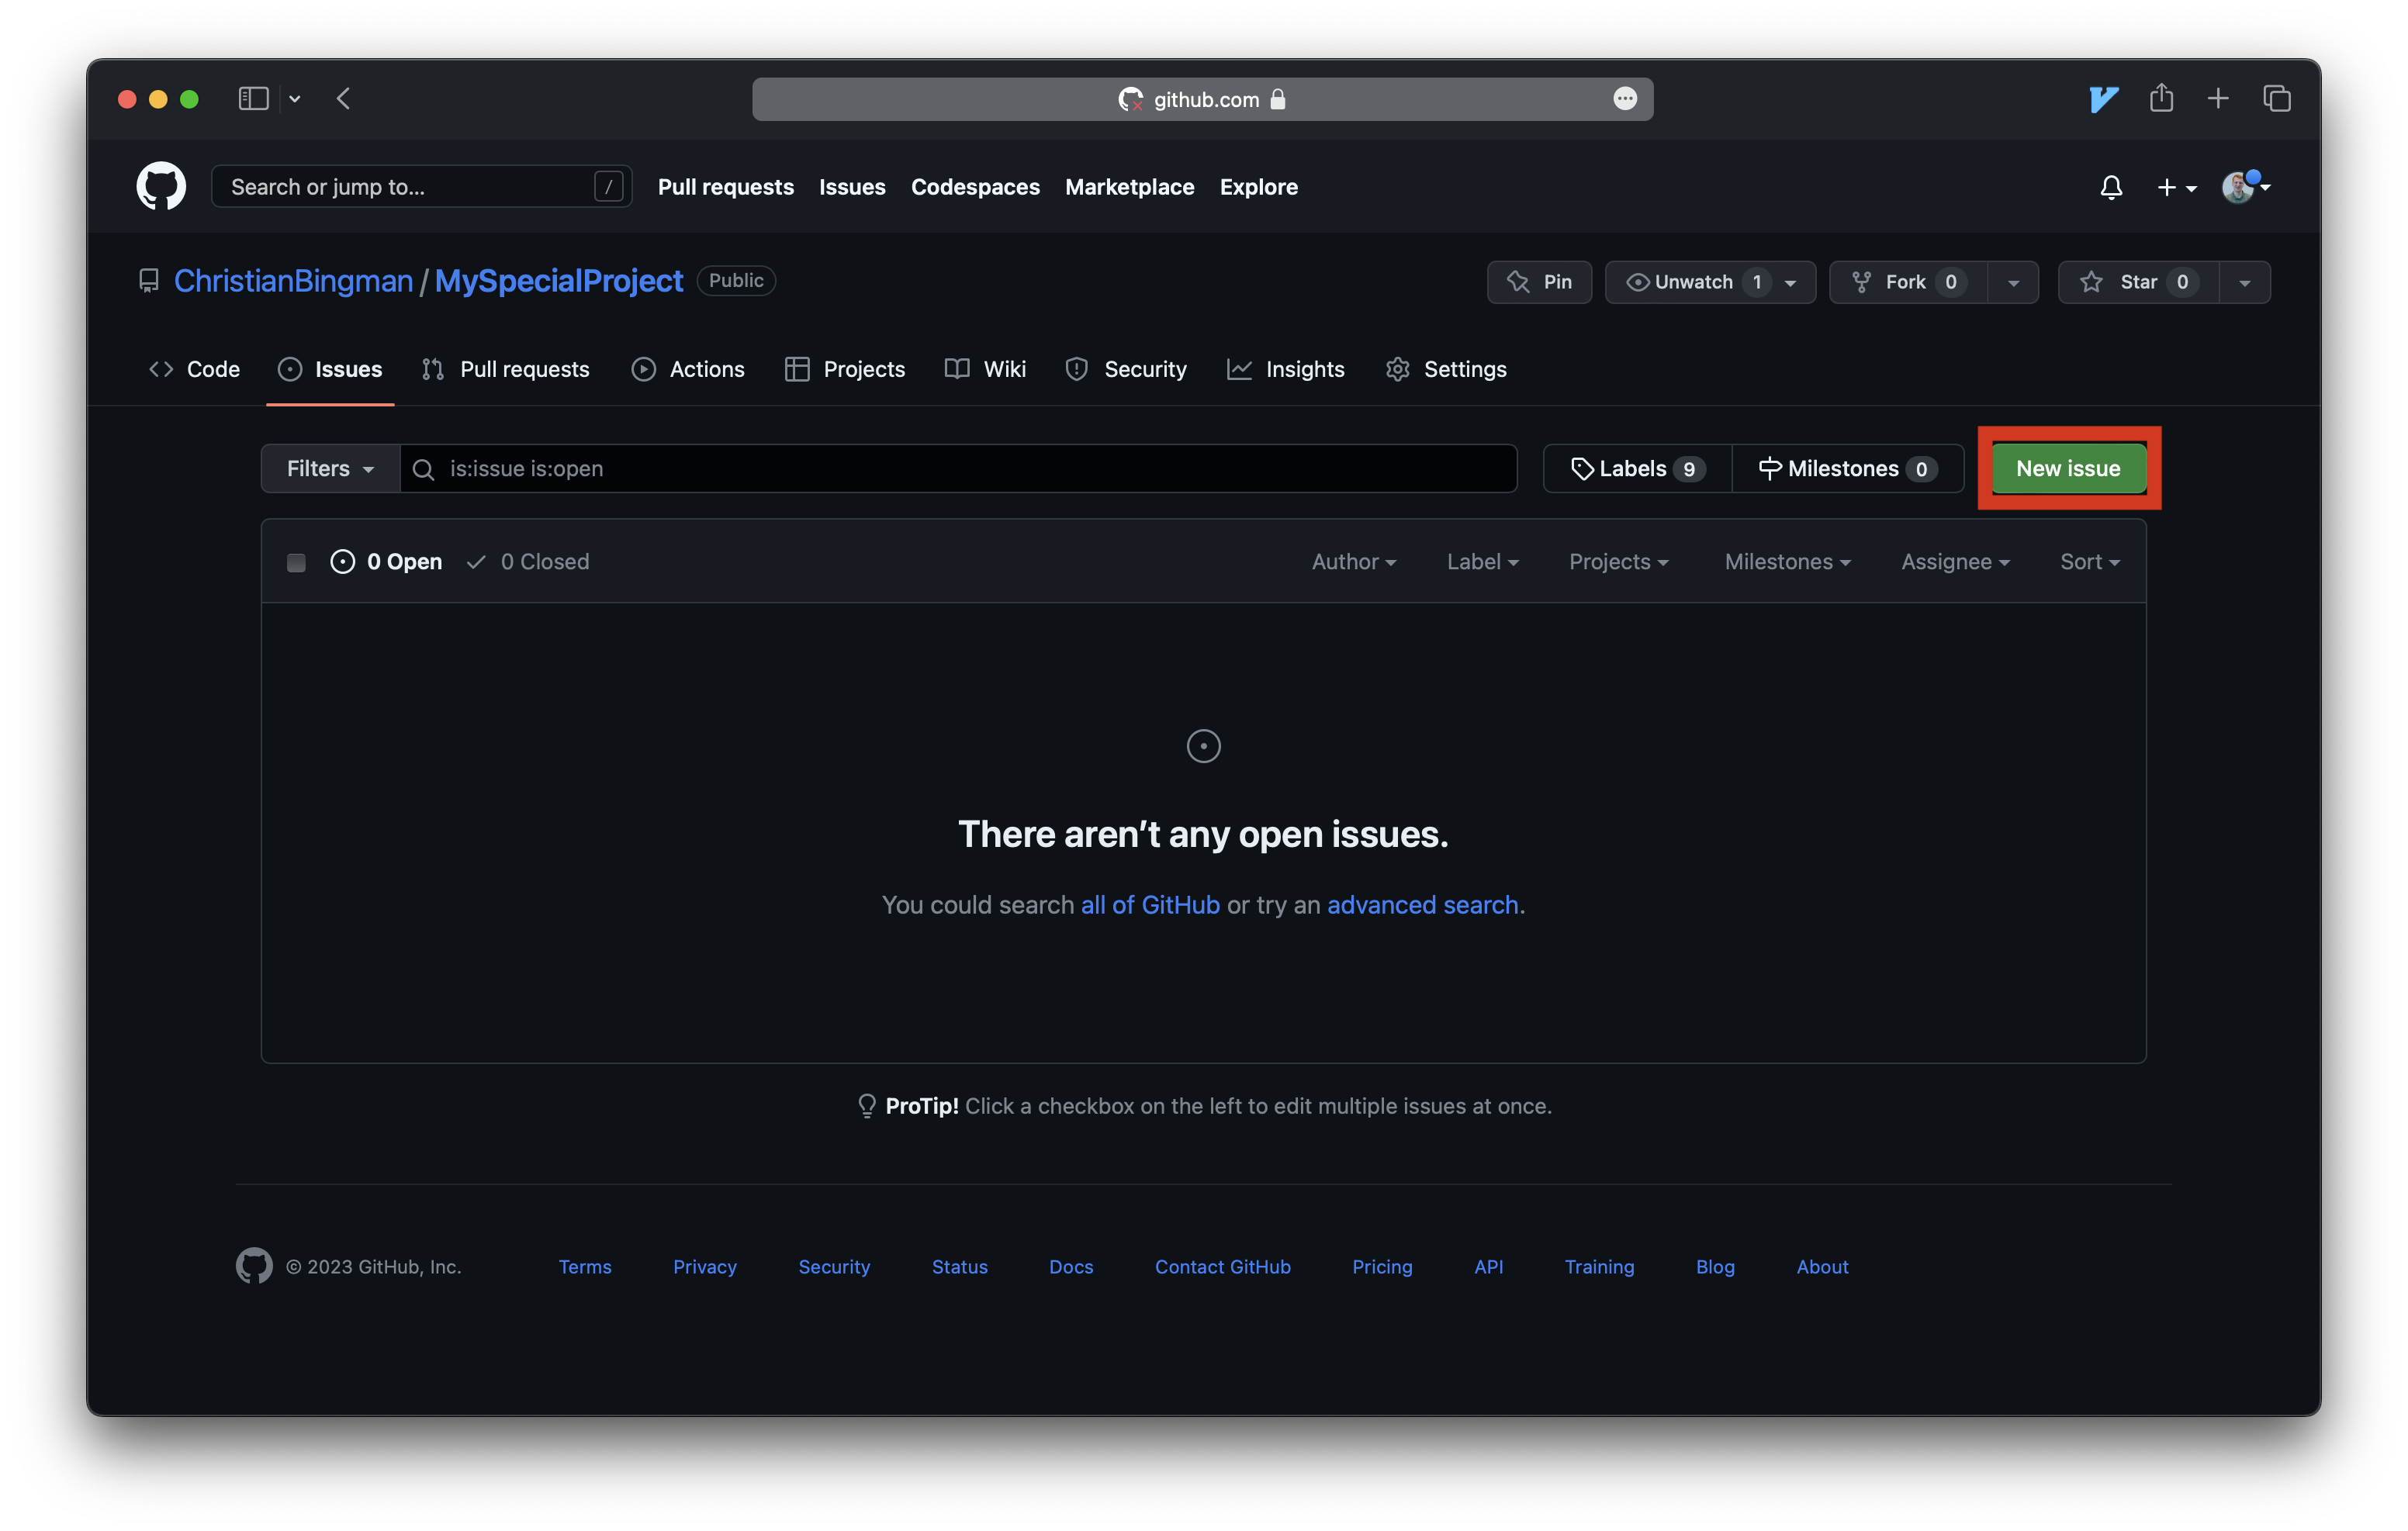 github.com
Search or jump to... / Pull requests Issues Codespaces Marketplace Explore
ChristianBingman / MySpecialProject Public Pin Unwatch 1 Fork 0 Star 0
Code Issues Pull requests Actions Projects Wiki Security Insights Settings
Filters is:issue is:open Labels 9 Milestones 0 New issue
0 Open 0 Closed Author Label Projects Milestones Assignee Sort
There aren’t any open issues.
You could search all of GitHub or try an advanced search.
ProTip! Click a checkbox on the left to edit multiple issues at once.
© 2023 GitHub, Inc. Terms Privacy Security Status Docs Contact GitHub Pricing API Training Blog About